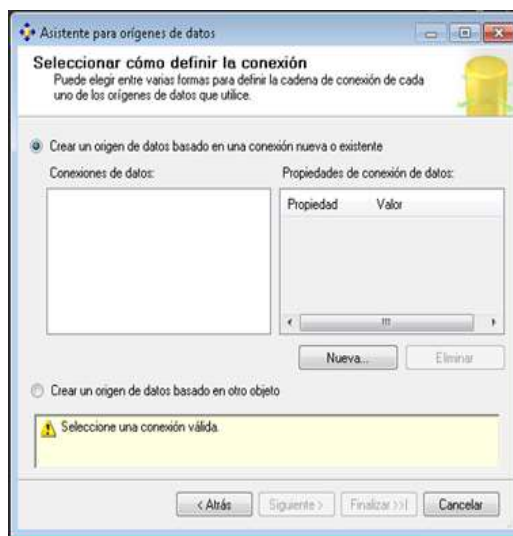 Asistente para orígenes de datos
Seleccionar cómo definir la conexión
Puede elegir entre varias formas para definir la cadena de conexión de cada
uno de los orígenes de datos que utilice.
Crear un origen de datos basado en una conexión nueva o existente
Conexiones de datos:
Propiedades de conexión de datos:
Propiedad Valor
Nueva... Eliminar
Crear un origen de datos basado en otro objeto
Seleccione una conexión válida.
< Atrás Siguiente > Finalizar >>| Cancelar